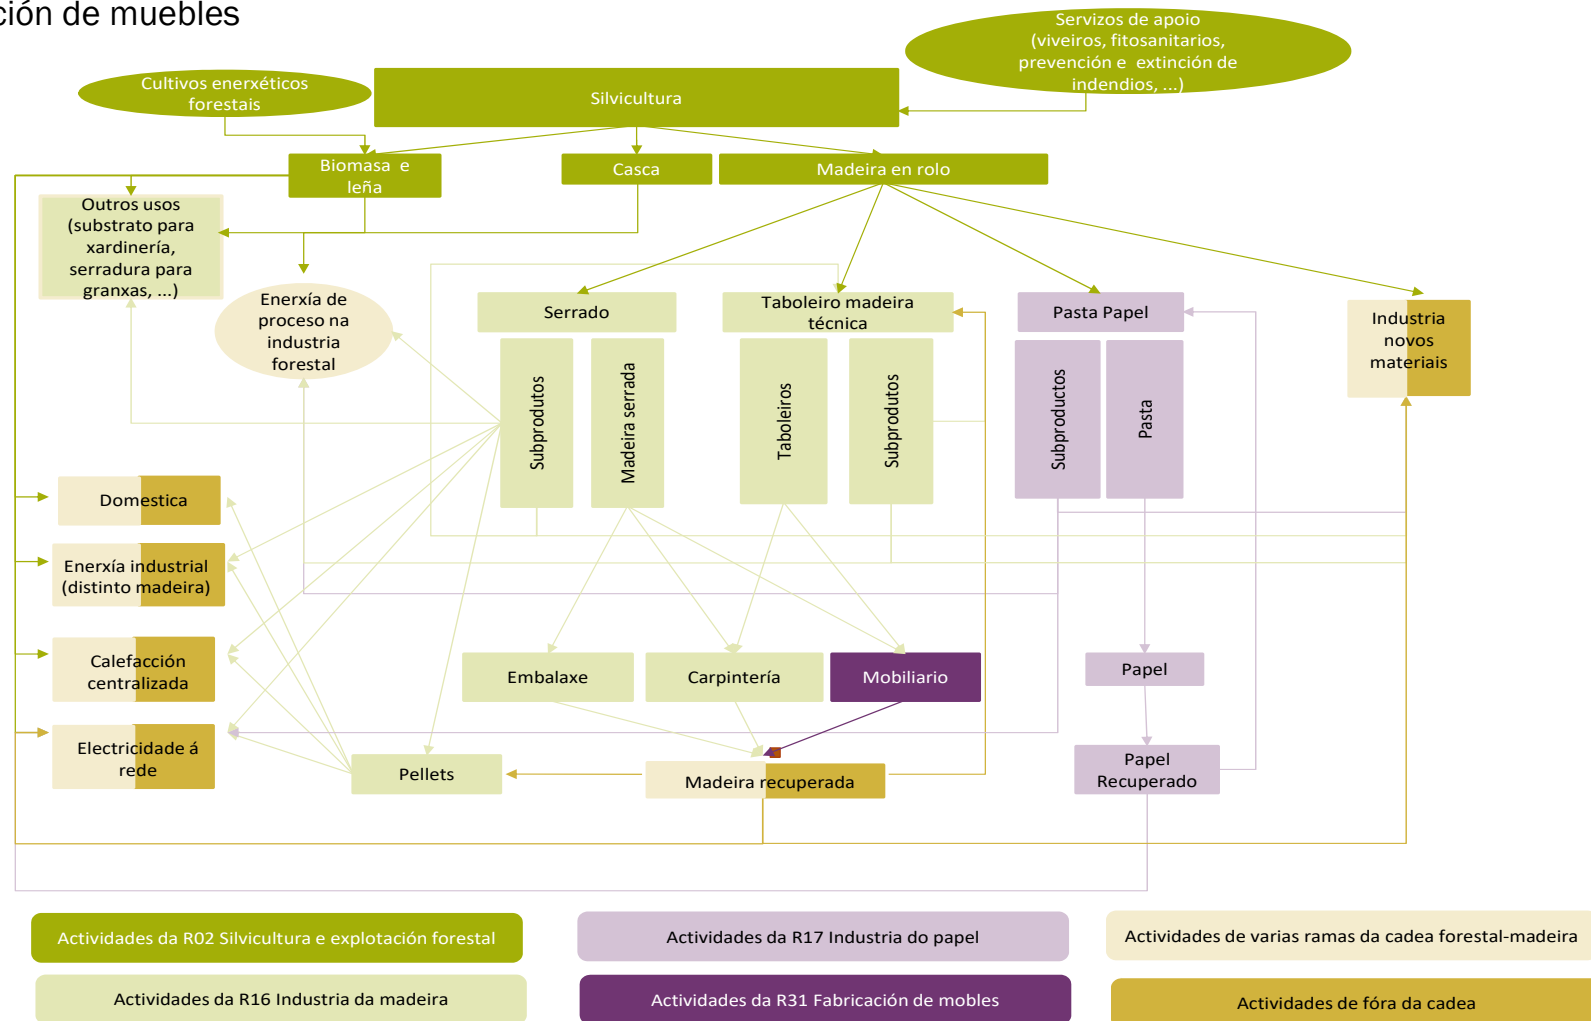 ción de muebles
Servizos de apoio
(viveiros, fitosanitarios,
prevención e extinción de
indendios, ...)
Cultivos enerxéticos
forestais
Silvicultura
Biomasa e
leña
Casca
Madeira en rolo
Outros usos
(substrato para
xardinería,
serradura para
granxas, ...)
Enerxía de
proceso na
industria
forestal
Serrado
Taboleiro madeira
técnica
Pasta Papel
Industria
novos
materiais
Subprodutos
Madeira serrada
Taboleiros
Subprodutos
Subproductos
Pasta
Domestica
Enerxía industrial
(distinto madeira)
Calefacción
centralizada
Embalaxe
Carpintería
Mobiliario
Papel
Electricidade á
rede
Pellets
Madeira recuperada
Papel
Recuperado
Actividades da R02 Silvicultura e explotación forestal
Actividades da R17 Industria do papel
Actividades de varias ramas da cadea forestal-madeira
Actividades da R16 Industria da madeira
Actividades da R31 Fabricación de mobles
Actividades de fóra da cadea